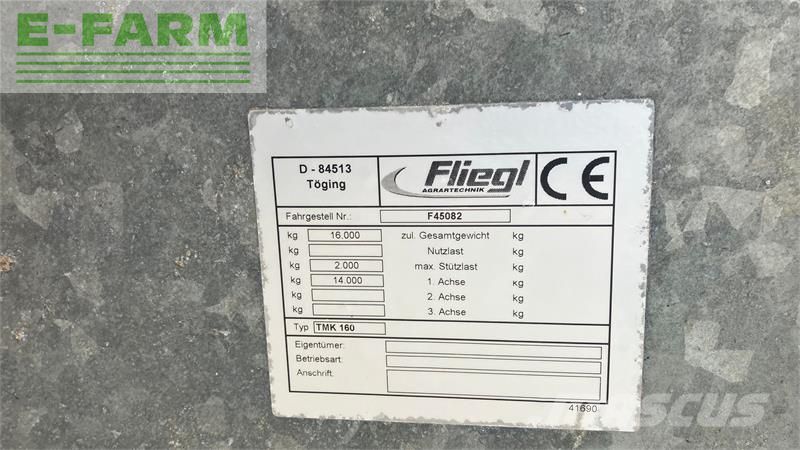 E-FARM
D - 84513
Töging
Fliegl
AGRARTECHNIK
CE
Fahrgestell Nr.: F45082
kg 16.000 zul. Gesamtgewicht kg
kg Nutzlast kg
kg 2.000 max. Stützlast kg
kg 14.000 1. Achse kg
kg 2. Achse kg
kg 3. Achse kg
Typ TMK 160
Eigentümer:
Betriebsart:
Anschrift:
41690
MASCUS